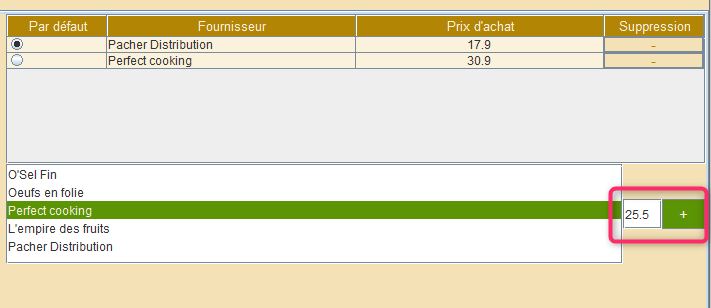 Par défaut Fournisseur Prix d'achat Suppression
Pacher Distribution 17.9 -
Perfect cooking 30.9 -
O'Sel Fin
Oeufs en folie
Perfect cooking 25.5 +
L'empire des fruits
Pacher Distribution